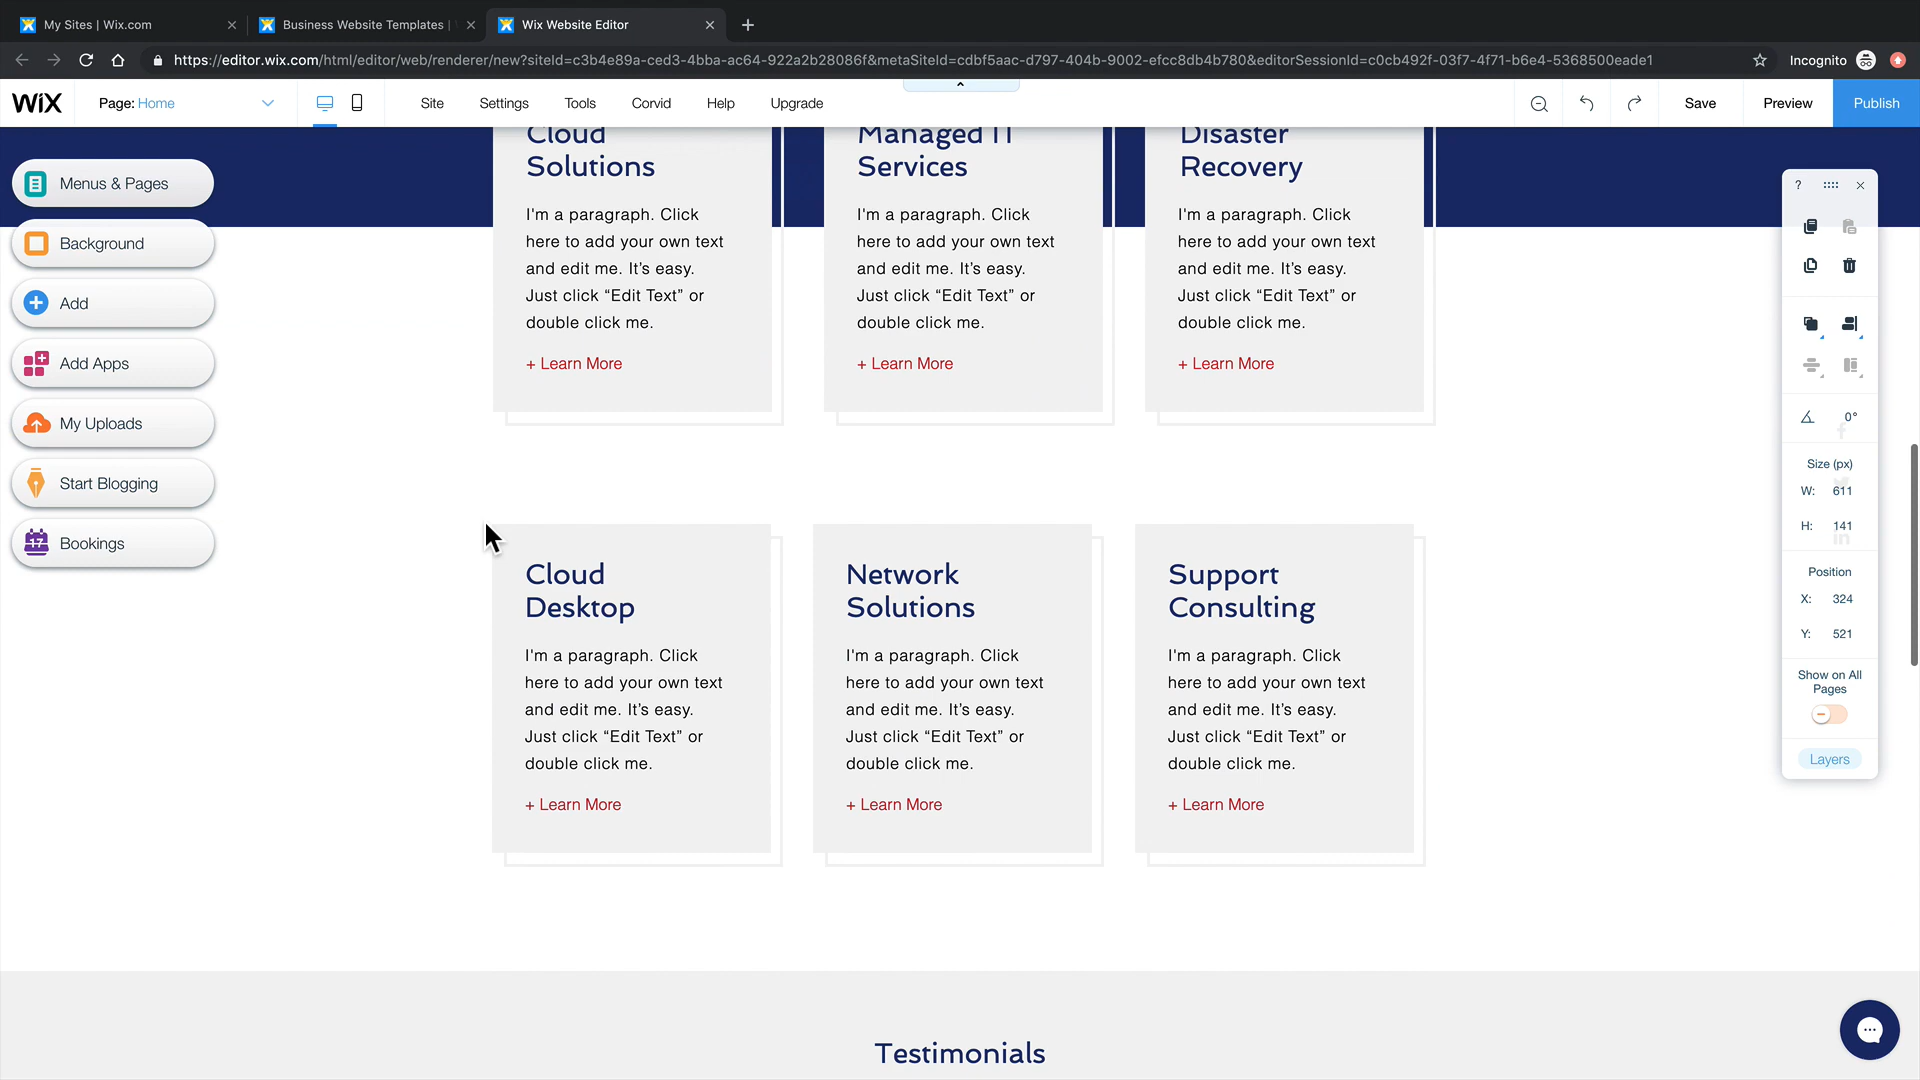 My Sites | Wix.com
Business Website Templates |
Wix Website Editor
https://editor.wix.com/html/editor/web/renderer/new?siteId=c3b4e89a-ced3-4bba-ac64-922a2b28086f&metaSiteId=cdbf5aac-d797-404b-9002-efcc8db4b780&editorSessionId=c0cb492f-03f7-4f71-b6e4-5368500eade1
Incognito
WiX
Page: Home
Site
Settings
Tools
Corvid
Help
Upgrade
Save
Preview
Publish
Menus & Pages
Background
Add
Add Apps
My Uploads
Start Blogging
17
Bookings
Cloud
Solutions
I'm a paragraph. Click
here to add your own text
and edit me. It’s easy.
Just click “Edit Text” or
double click me.
+ Learn More
Managed IT
Services
I'm a paragraph. Click
here to add your own text
and edit me. It’s easy.
Just click “Edit Text” or
double click me.
+ Learn More
Disaster
Recovery
I'm a paragraph. Click
here to add your own text
and edit me. It’s easy.
Just click “Edit Text” or
double click me.
+ Learn More
Cloud
Desktop
I'm a paragraph. Click
here to add your own text
and edit me. It’s easy.
Just click “Edit Text” or
double click me.
+ Learn More
Network
Solutions
I'm a paragraph. Click
here to add your own text
and edit me. It’s easy.
Just click “Edit Text” or
double click me.
+ Learn More
Support
Consulting
I'm a paragraph. Click
here to add your own text
and edit me. It’s easy.
Just click “Edit Text” or
double click me.
+ Learn More
Testimonials
?
0°
Size (px)
W: 611
H: 141
in
Position
X: 324
Y: 521
Show on All
Pages
Layers